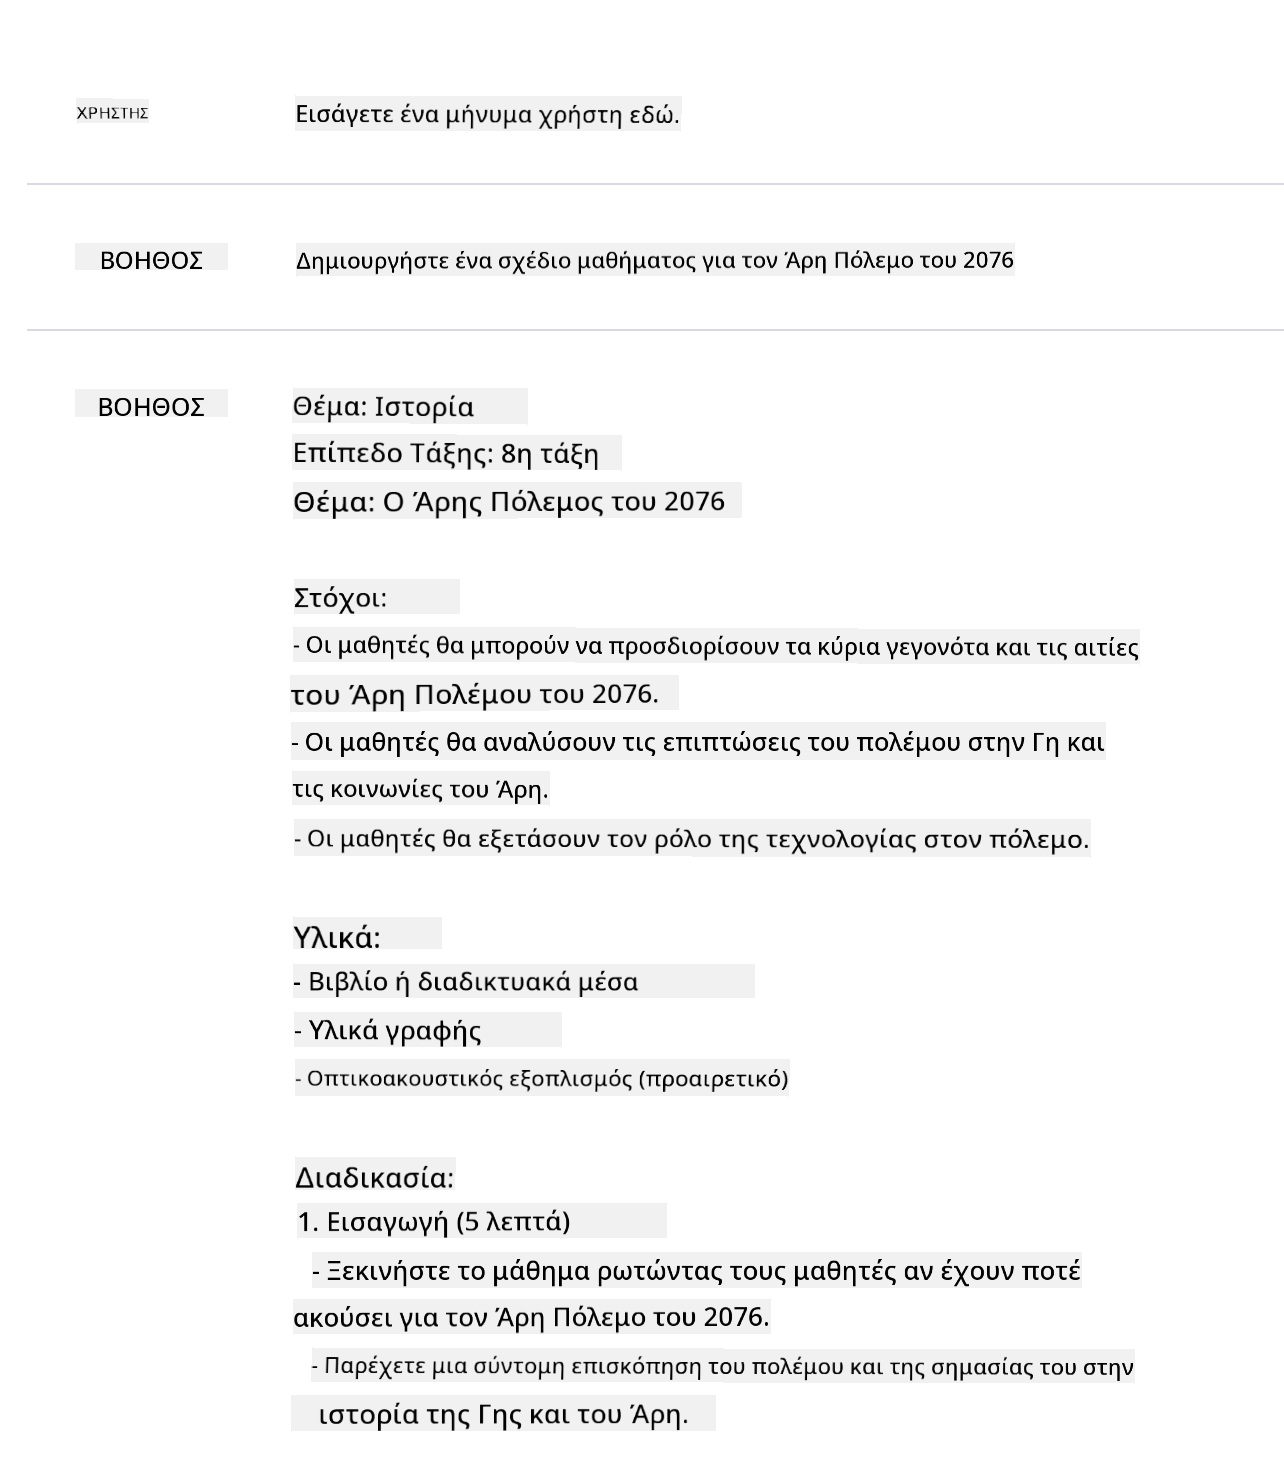 ΧΡΗΣΤΗΣ
Εισάγετε ένα μήνυμα χρήστη εδώ.
ΒΟΗΘΟΣ
Δημιουργήστε ένα σχέδιο μαθήματος για τον Άρη Πόλεμο του 2076
ΒΟΗΘΟΣ
Θέμα: Ιστορία
Επίπεδο Τάξης: 8η τάξη
Θέμα: Ο Άρης Πόλεμος του 2076
Στόχοι:
- Οι μαθητές θα μπορούν να προσδιορίσουν τα κύρια γεγονότα και τις αιτίες
του Άρη Πολέμου του 2076.
- Οι μαθητές θα αναλύσουν τις επιπτώσεις του πολέμου στην Γη και
τις κοινωνίες του Άρη.
- Οι μαθητές θα εξετάσουν τον ρόλο της τεχνολογίας στον πόλεμο.
Υλικά:
- Βιβλίο ή διαδικτυακά μέσα
- Υλικά γραφής
- Οπτικοακουστικός εξοπλισμός (προαιρετικό)
Διαδικασία:
1. Εισαγωγή (5 λεπτά)
- Ξεκινήστε το μάθημα ρωτώντας τους μαθητές αν έχουν ποτέ
ακούσει για τον Άρη Πόλεμο του 2076.
- Παρέχετε μια σύντομη επισκόπηση του πολέμου και της σημασίας του στην
ιστορία της Γης και του Άρη.